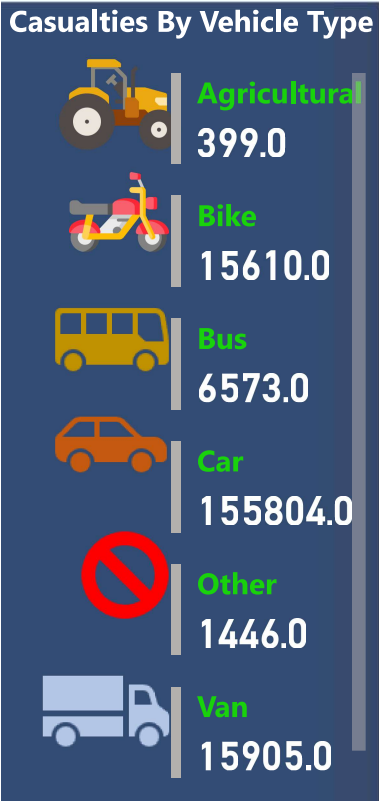 Casualties By Vehicle Type
Agricultural
399.0
Bike
15610.0
Bus
6573.0
Car
155804.0
Other
1446.0
Van
15905.0